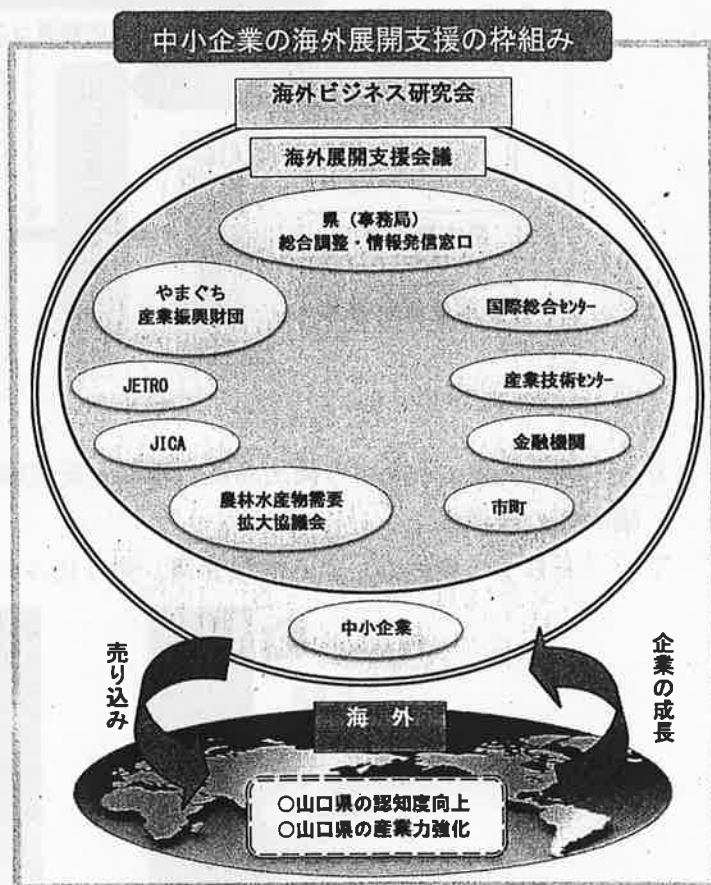 中小企業の海外展開支援の枠組み
海外ビジネス研究会
海外展開支援会議
県（事務局）
総合調整・情報発信窓口
やまぐち
産業振興財団
国際総合ｾﾝﾀｰ
JETRO
産業技術ｾﾝﾀｰ
JICA
金融機関
農林水産物需要
拡大協議会
市町
中小企業
売り込み
企業の成長
海　外
○山口県の認知度向上
○山口県の産業力強化